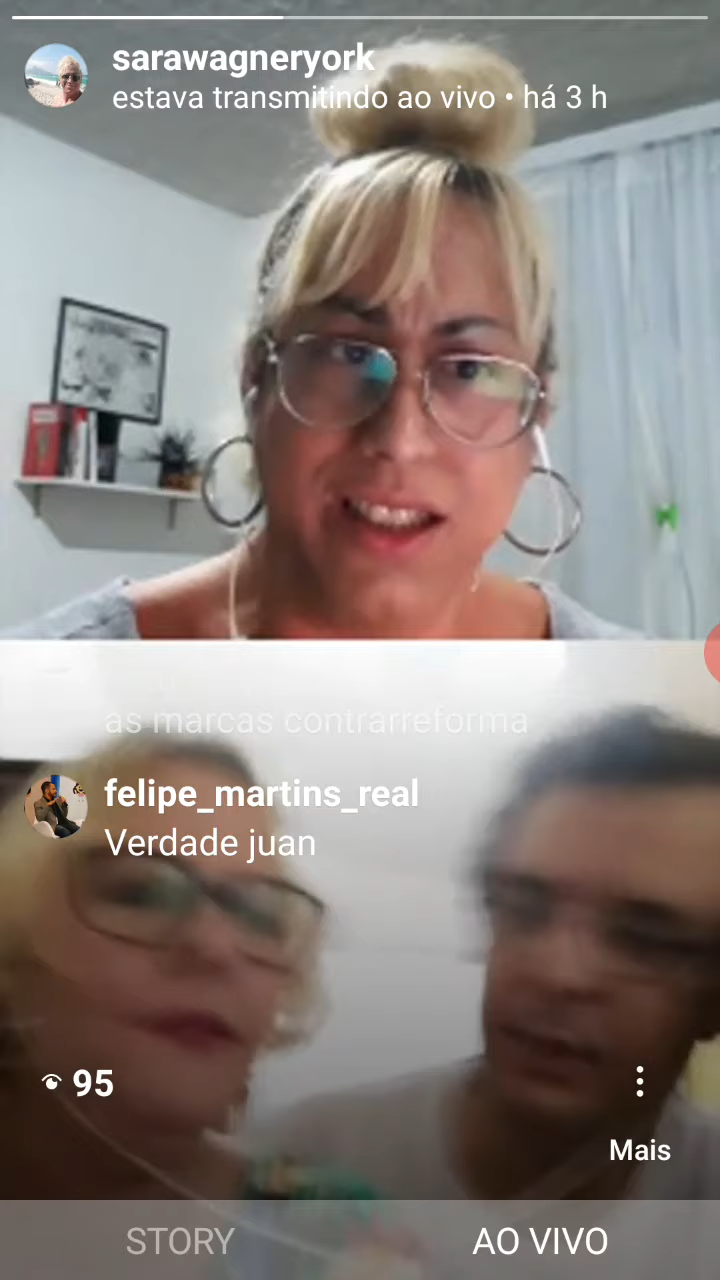 sarawagneryork
estava transmitindo ao vivo • há 3 h
as marcas contrarreforma
felipe_martins_real
Verdade juan
95
Mais
STORY
AO VIVO